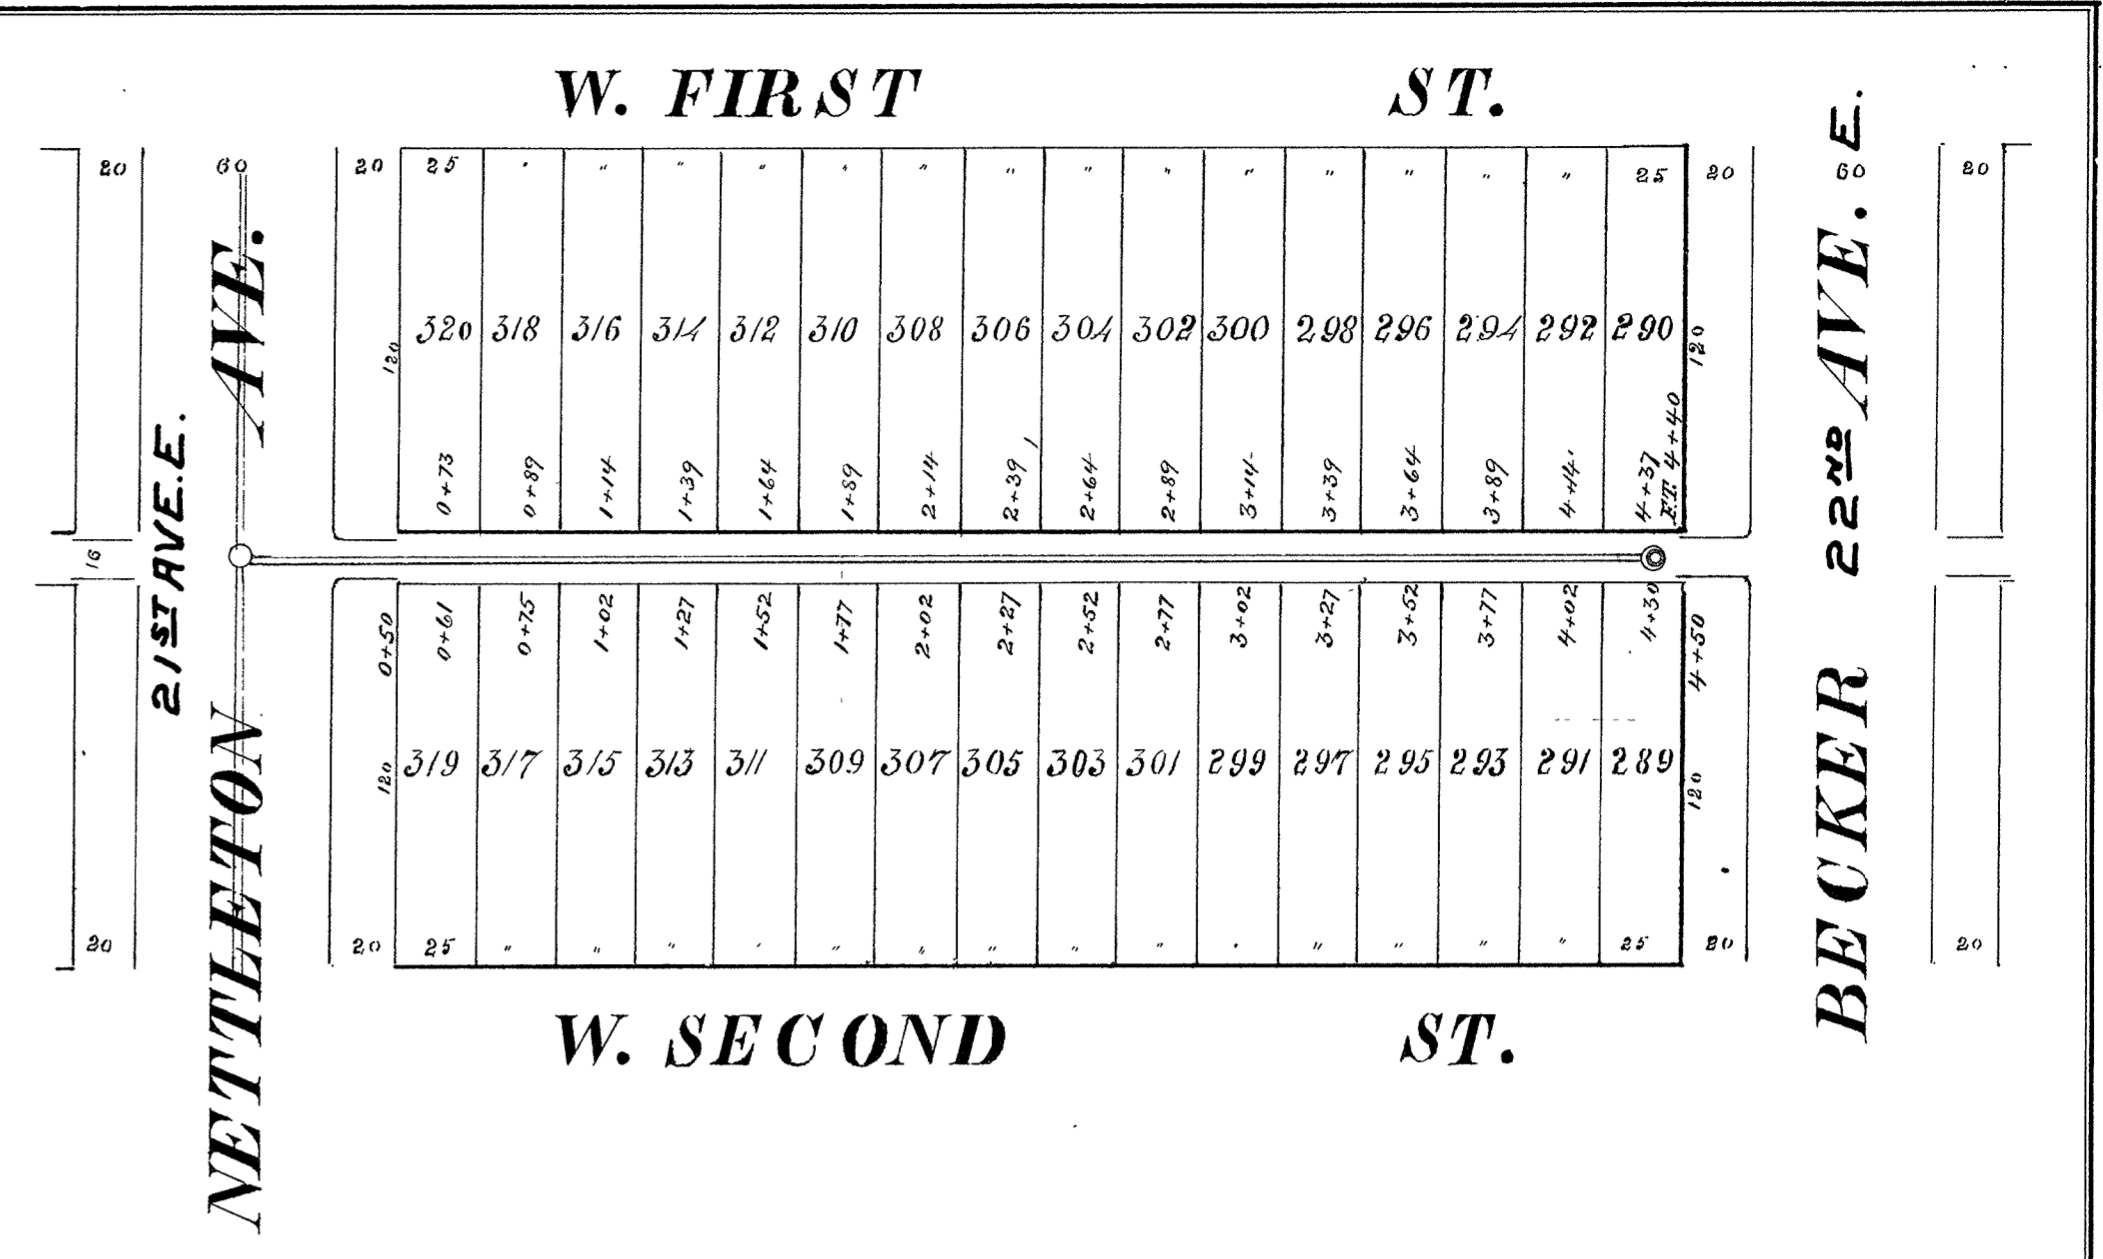 W. FIRST ST.
20 60 20 25 " " " " " " " " " " " " " " 25 20 60 20
NETTLETON AVE.
21ST AVE. E.
BECKER AVE.
22ND E.
120 320 318 316 314 312 310 308 306 304 302 300 298 296 294 292 290 120
0+73 0+89 1+14 1+39 1+64 1+89 2+14 2+39 2+64 2+89 3+14 3+39 3+64 3+89 4+14 4+37
E.T. 4+40
16
0+50 0+61 0+75 1+02 1+27 1+52 1+77 2+02 2+27 2+52 2+77 3+02 3+27 3+52 3+77 4+02 4+30 4+50
120 319 317 315 313 311 309 307 305 303 301 299 297 295 293 291 289 120
20 20 25 " " " " " " " " " " " " " " 25 20 20
W. SECOND ST.